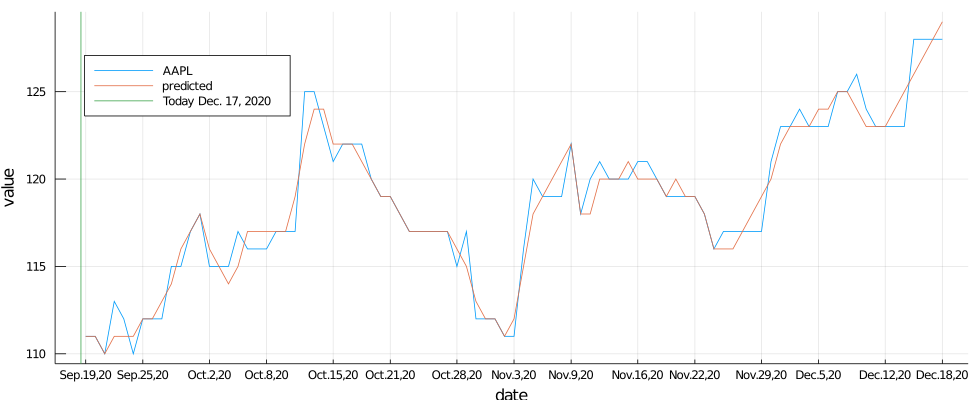 AAPL
predicted
Today Dec. 17, 2020
value
125
120
115
110
Sep.19,20 Sep.25,20 Oct.2,20 Oct.8,20 Oct.15,20 Oct.21,20 Oct.28,20 Nov.3,20 Nov.9,20 Nov.16,20 Nov.22,20 Nov.29,20 Dec.5,20 Dec.12,20 Dec.18,20
date